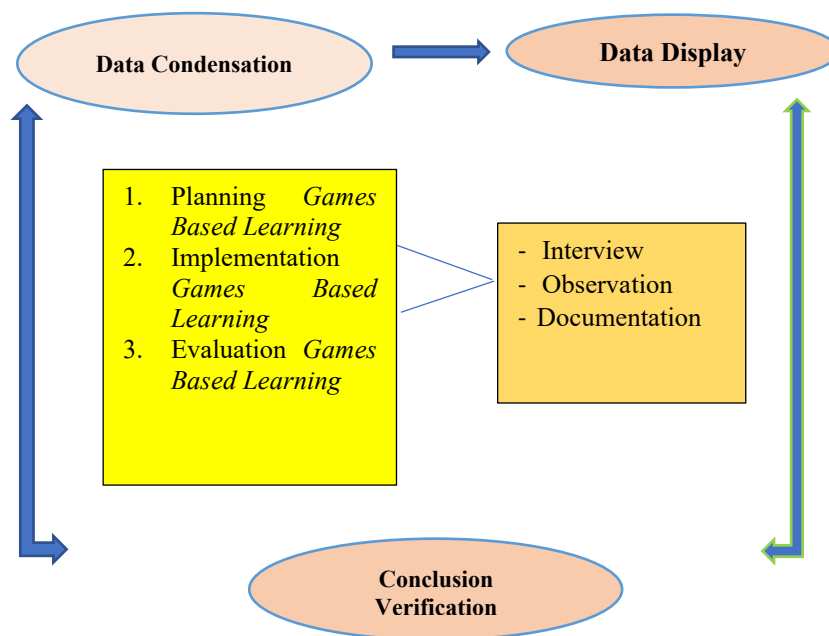 Data Condensation
Data Display
1. Planning Games
Based Learning
2. Implementation
Games Based
Learning
3. Evaluation Games
Based Learning
- Interview
- Observation
- Documentation
Conclusion
Verification